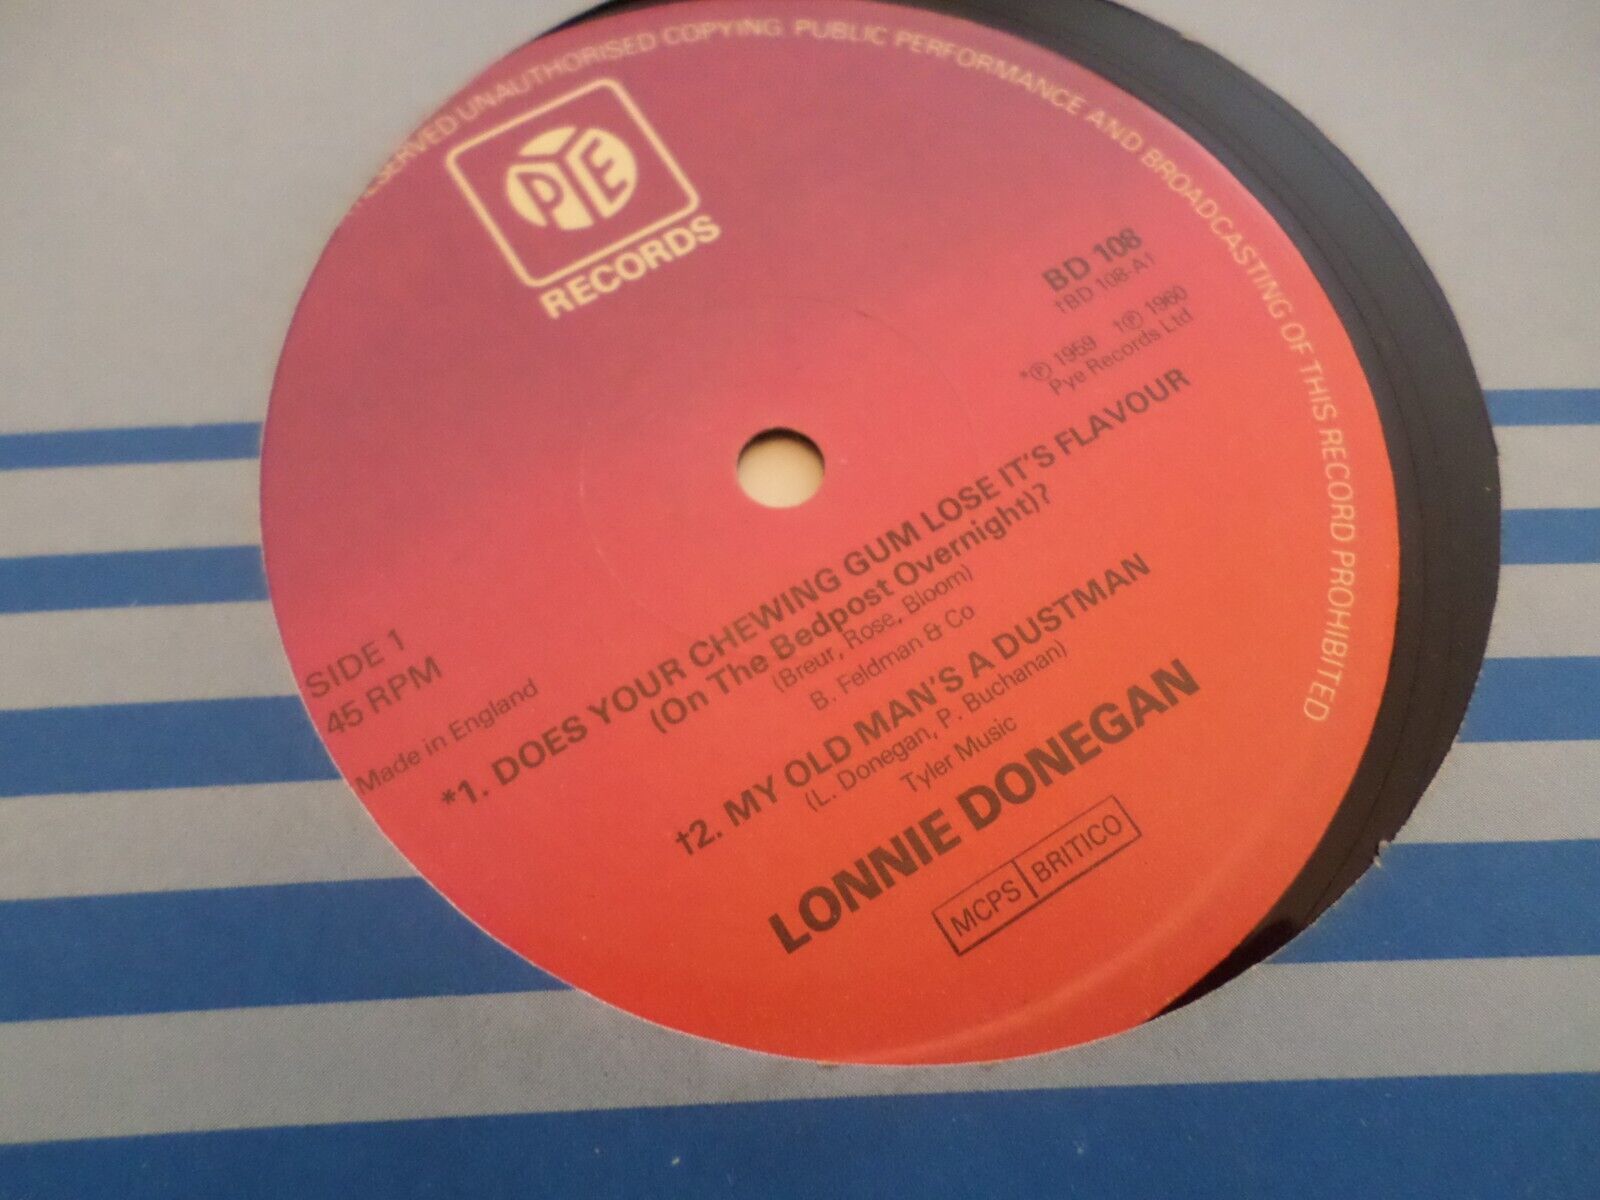 RESERVED UNAUTHORISED COPYING. PUBLIC PERFORMANCE AND BROADCASTING OF THIS RECORD PROHIBITED
PYE
RECORDS
BD 108
†BD 108-A1
*℗ 1959 †℗ 1960
Pye Records Ltd
SIDE 1
45 RPM
Made in England
*1. DOES YOUR CHEWING GUM LOSE IT'S FLAVOUR
(On The Bedpost Overnight)?
(Breur, Rose, Bloom)
B. Feldman & Co
†2. MY OLD MAN'S A DUSTMAN
(L. Donegan, P. Buchanan)
Tyler Music
LONNIE DONEGAN
MCPS BRITICO